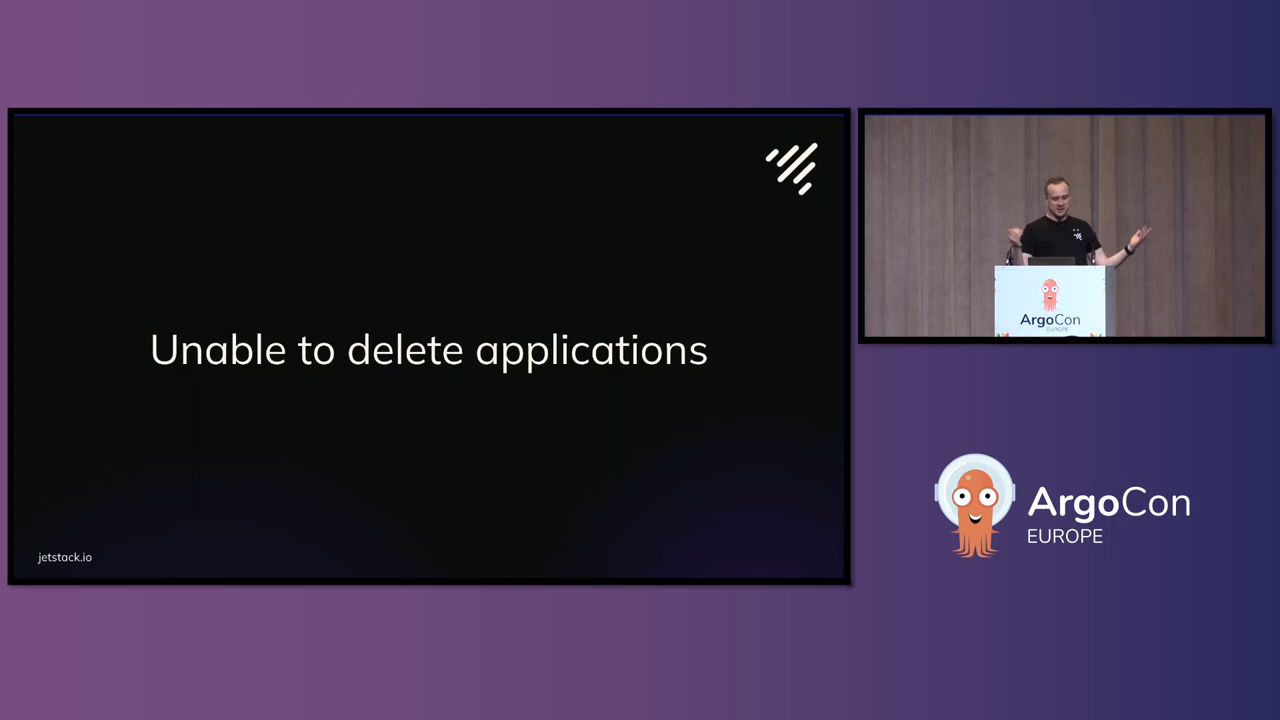 Unable to delete applications
jetstack.io
ArgoCon
EUROPE
ArgoCon
EUROPE